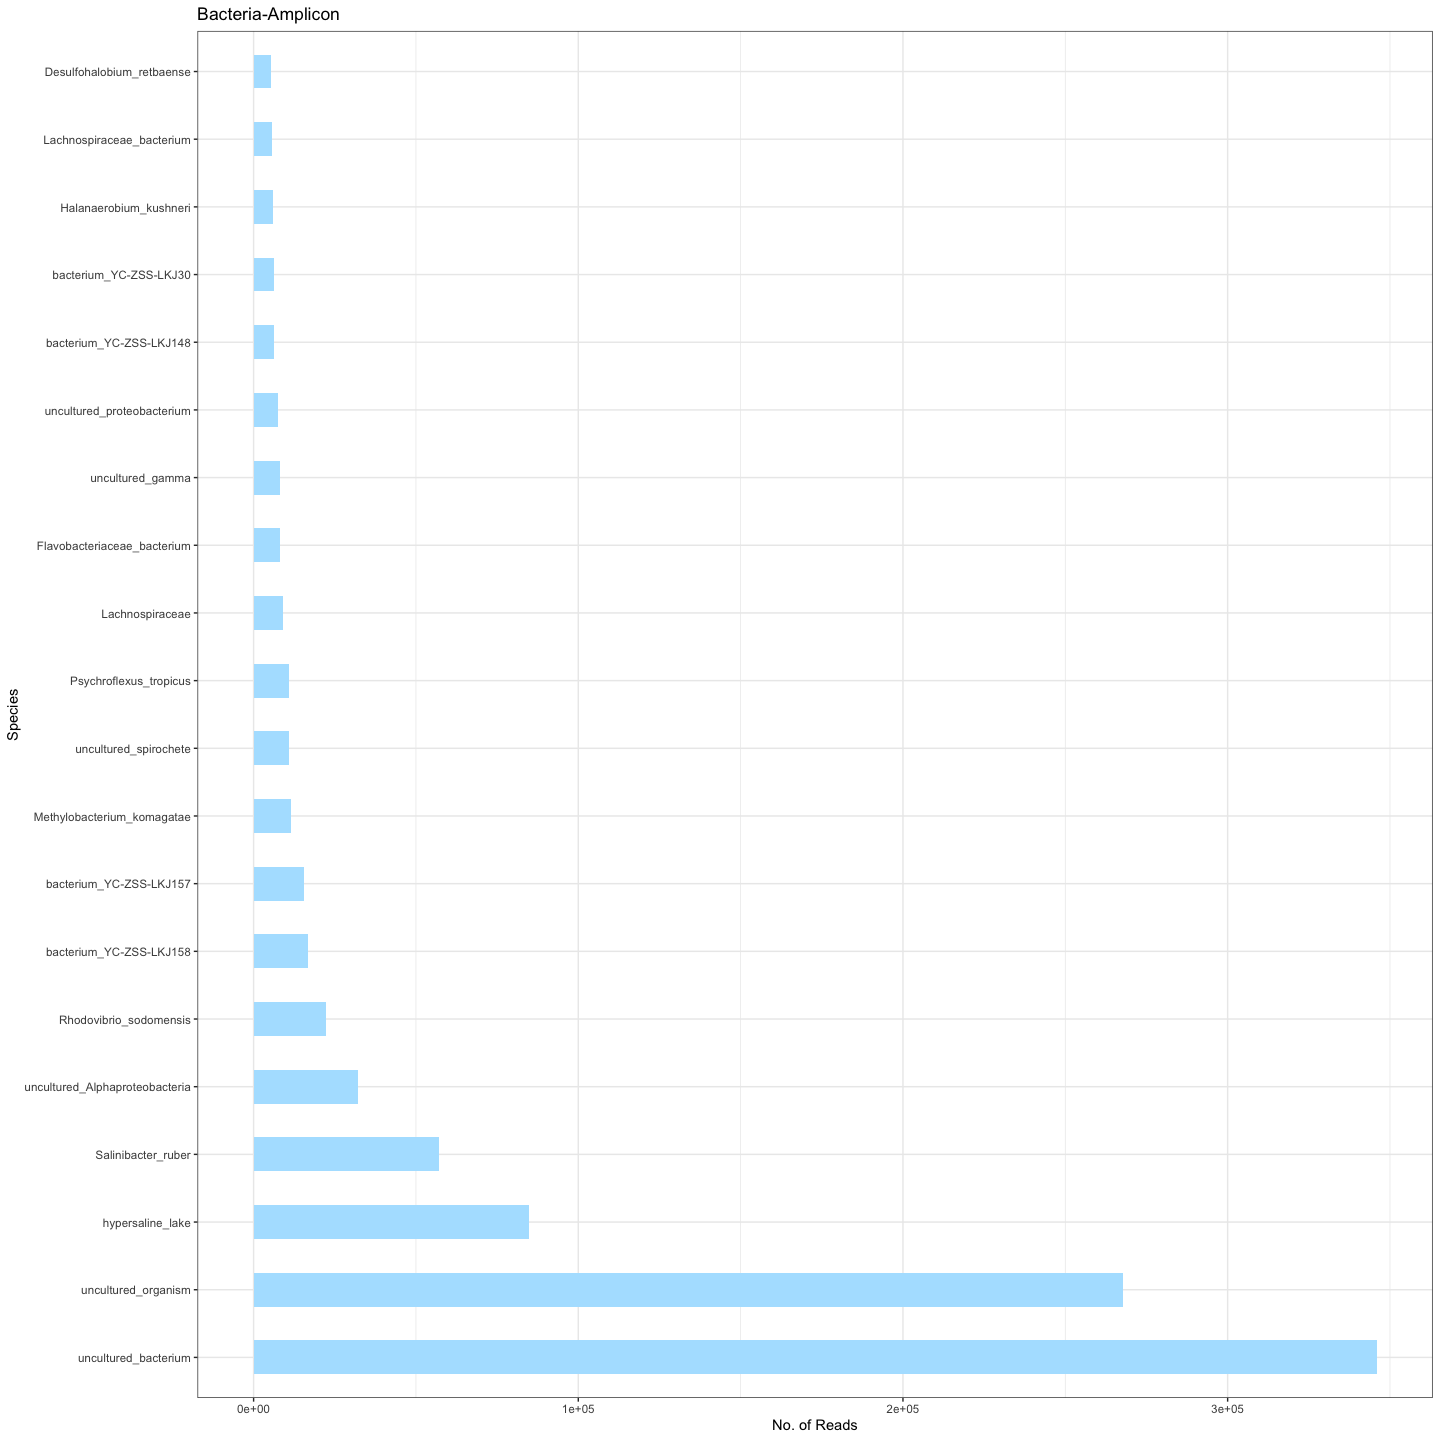 Bacteria-Amplicon
Species
Desulfohalobium_retbaense
Lachnospiraceae_bacterium
Halanaerobium_kushneri
bacterium_YC-ZSS-LKJ30
bacterium_YC-ZSS-LKJ148
uncultured_proteobacterium
uncultured_gamma
Flavobacteriaceae_bacterium
Lachnospiraceae
Psychroflexus_tropicus
uncultured_spirochete
Methylobacterium_komagatae
bacterium_YC-ZSS-LKJ157
bacterium_YC-ZSS-LKJ158
Rhodovibrio_sodomensis
uncultured_Alphaproteobacteria
Salinibacter_ruber
hypersaline_lake
uncultured_organism
uncultured_bacterium
0e+00 1e+05 2e+05 3e+05
No. of Reads